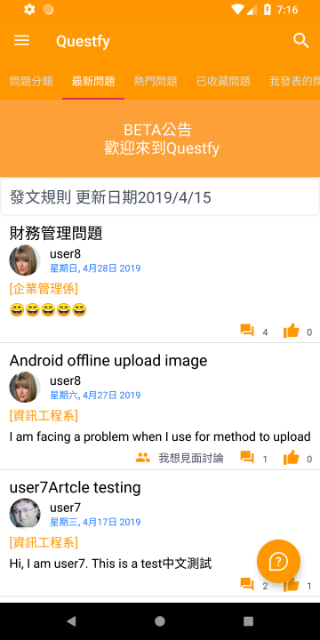 7:16
Questfy
問題分類 最新問題 熱門問題 已收藏問題 我發表的問
BETA公告
歡迎來到Questfy
發文規則 更新日期2019/4/15
財務管理問題
user8
星期日, 4月28日 2019
[企業管理係]
4 0
Android offline upload image
user8
星期六, 4月27日 2019
[資訊工程系]
I am facing a problem when I use for method to upload
我想見面討論 1 0
user7Artcle testing
user7
星期三, 4月17日 2019
[資訊工程系]
Hi, I am user7. This is a test中文測試
2 1